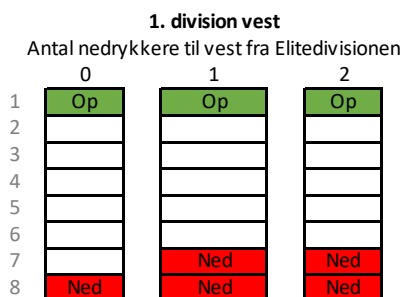 1. division vest
Antal nedrykkere til vest fra Elitedivisionen
0 1 2
1 Op Op Op
2
3
4
5
6
7 Ned Ned
8 Ned Ned Ned